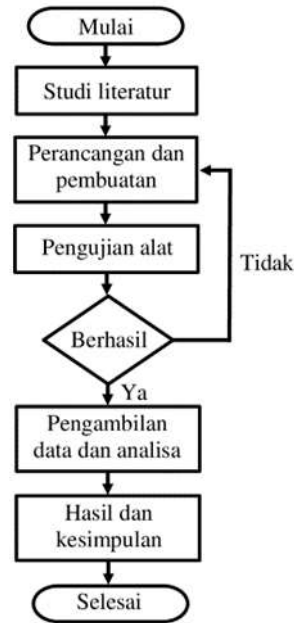 Mulai
Studi literatur
Perancangan dan
pembuatan
Pengujian alat
Tidak
Berhasil
Ya
Pengambilan
data dan analisa
Hasil dan
kesimpulan
Selesai